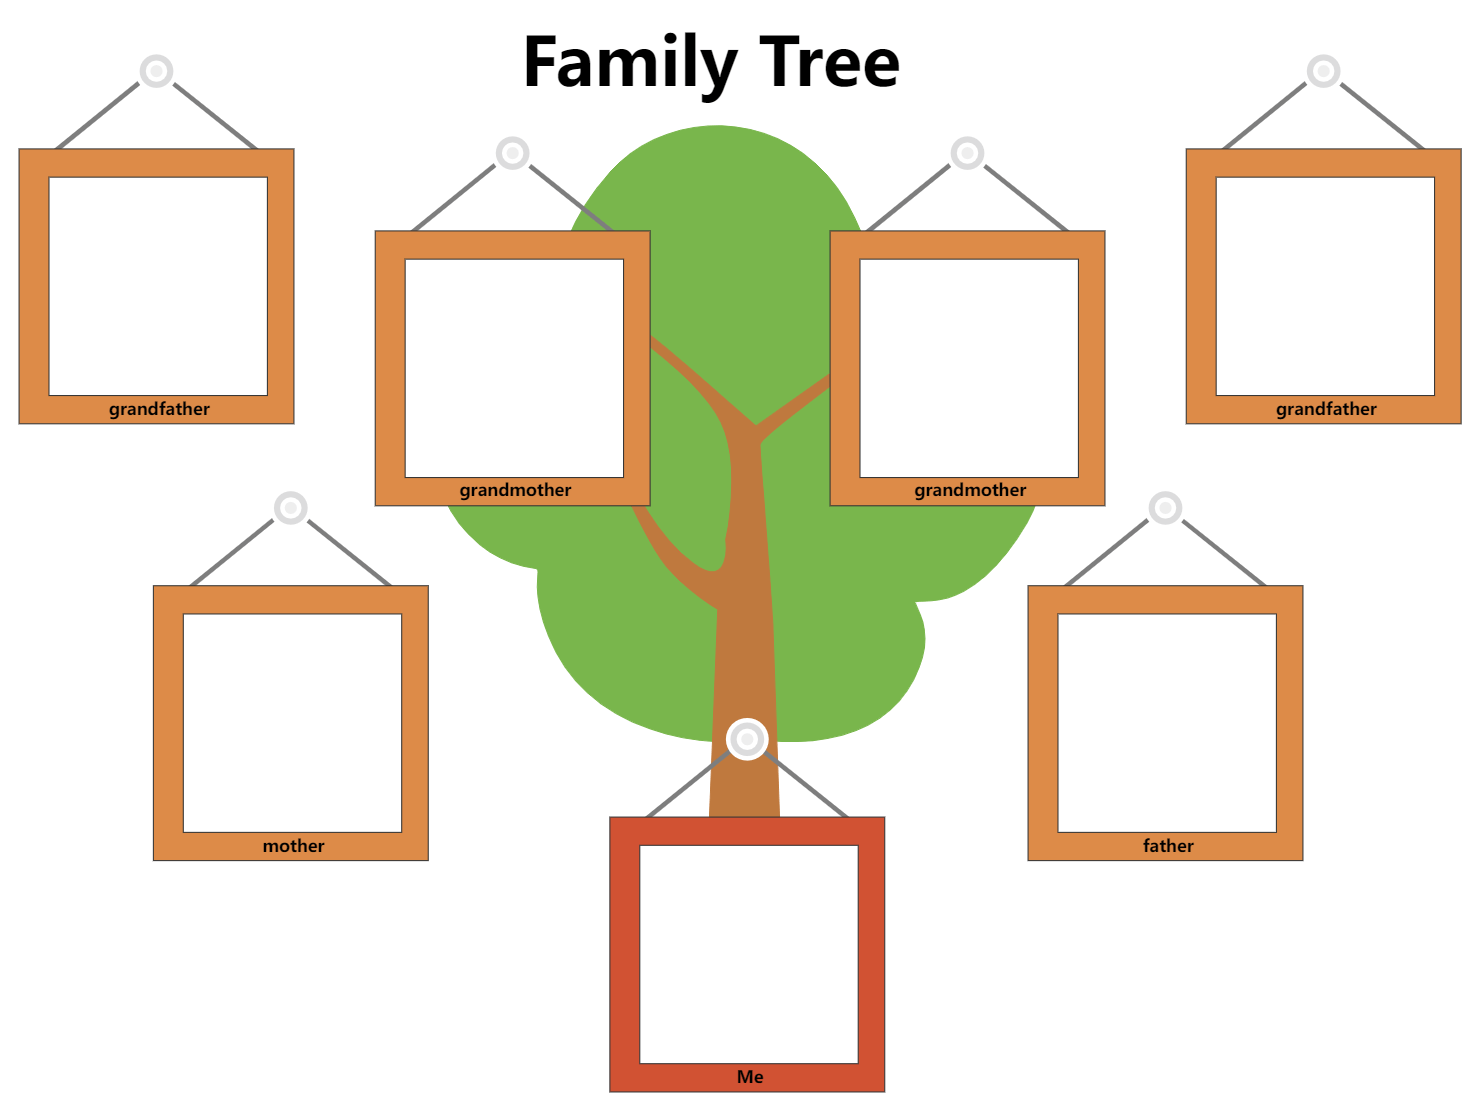 Family Tree
grandfather
grandfather
grandmother
grandmother
mother
father
Me